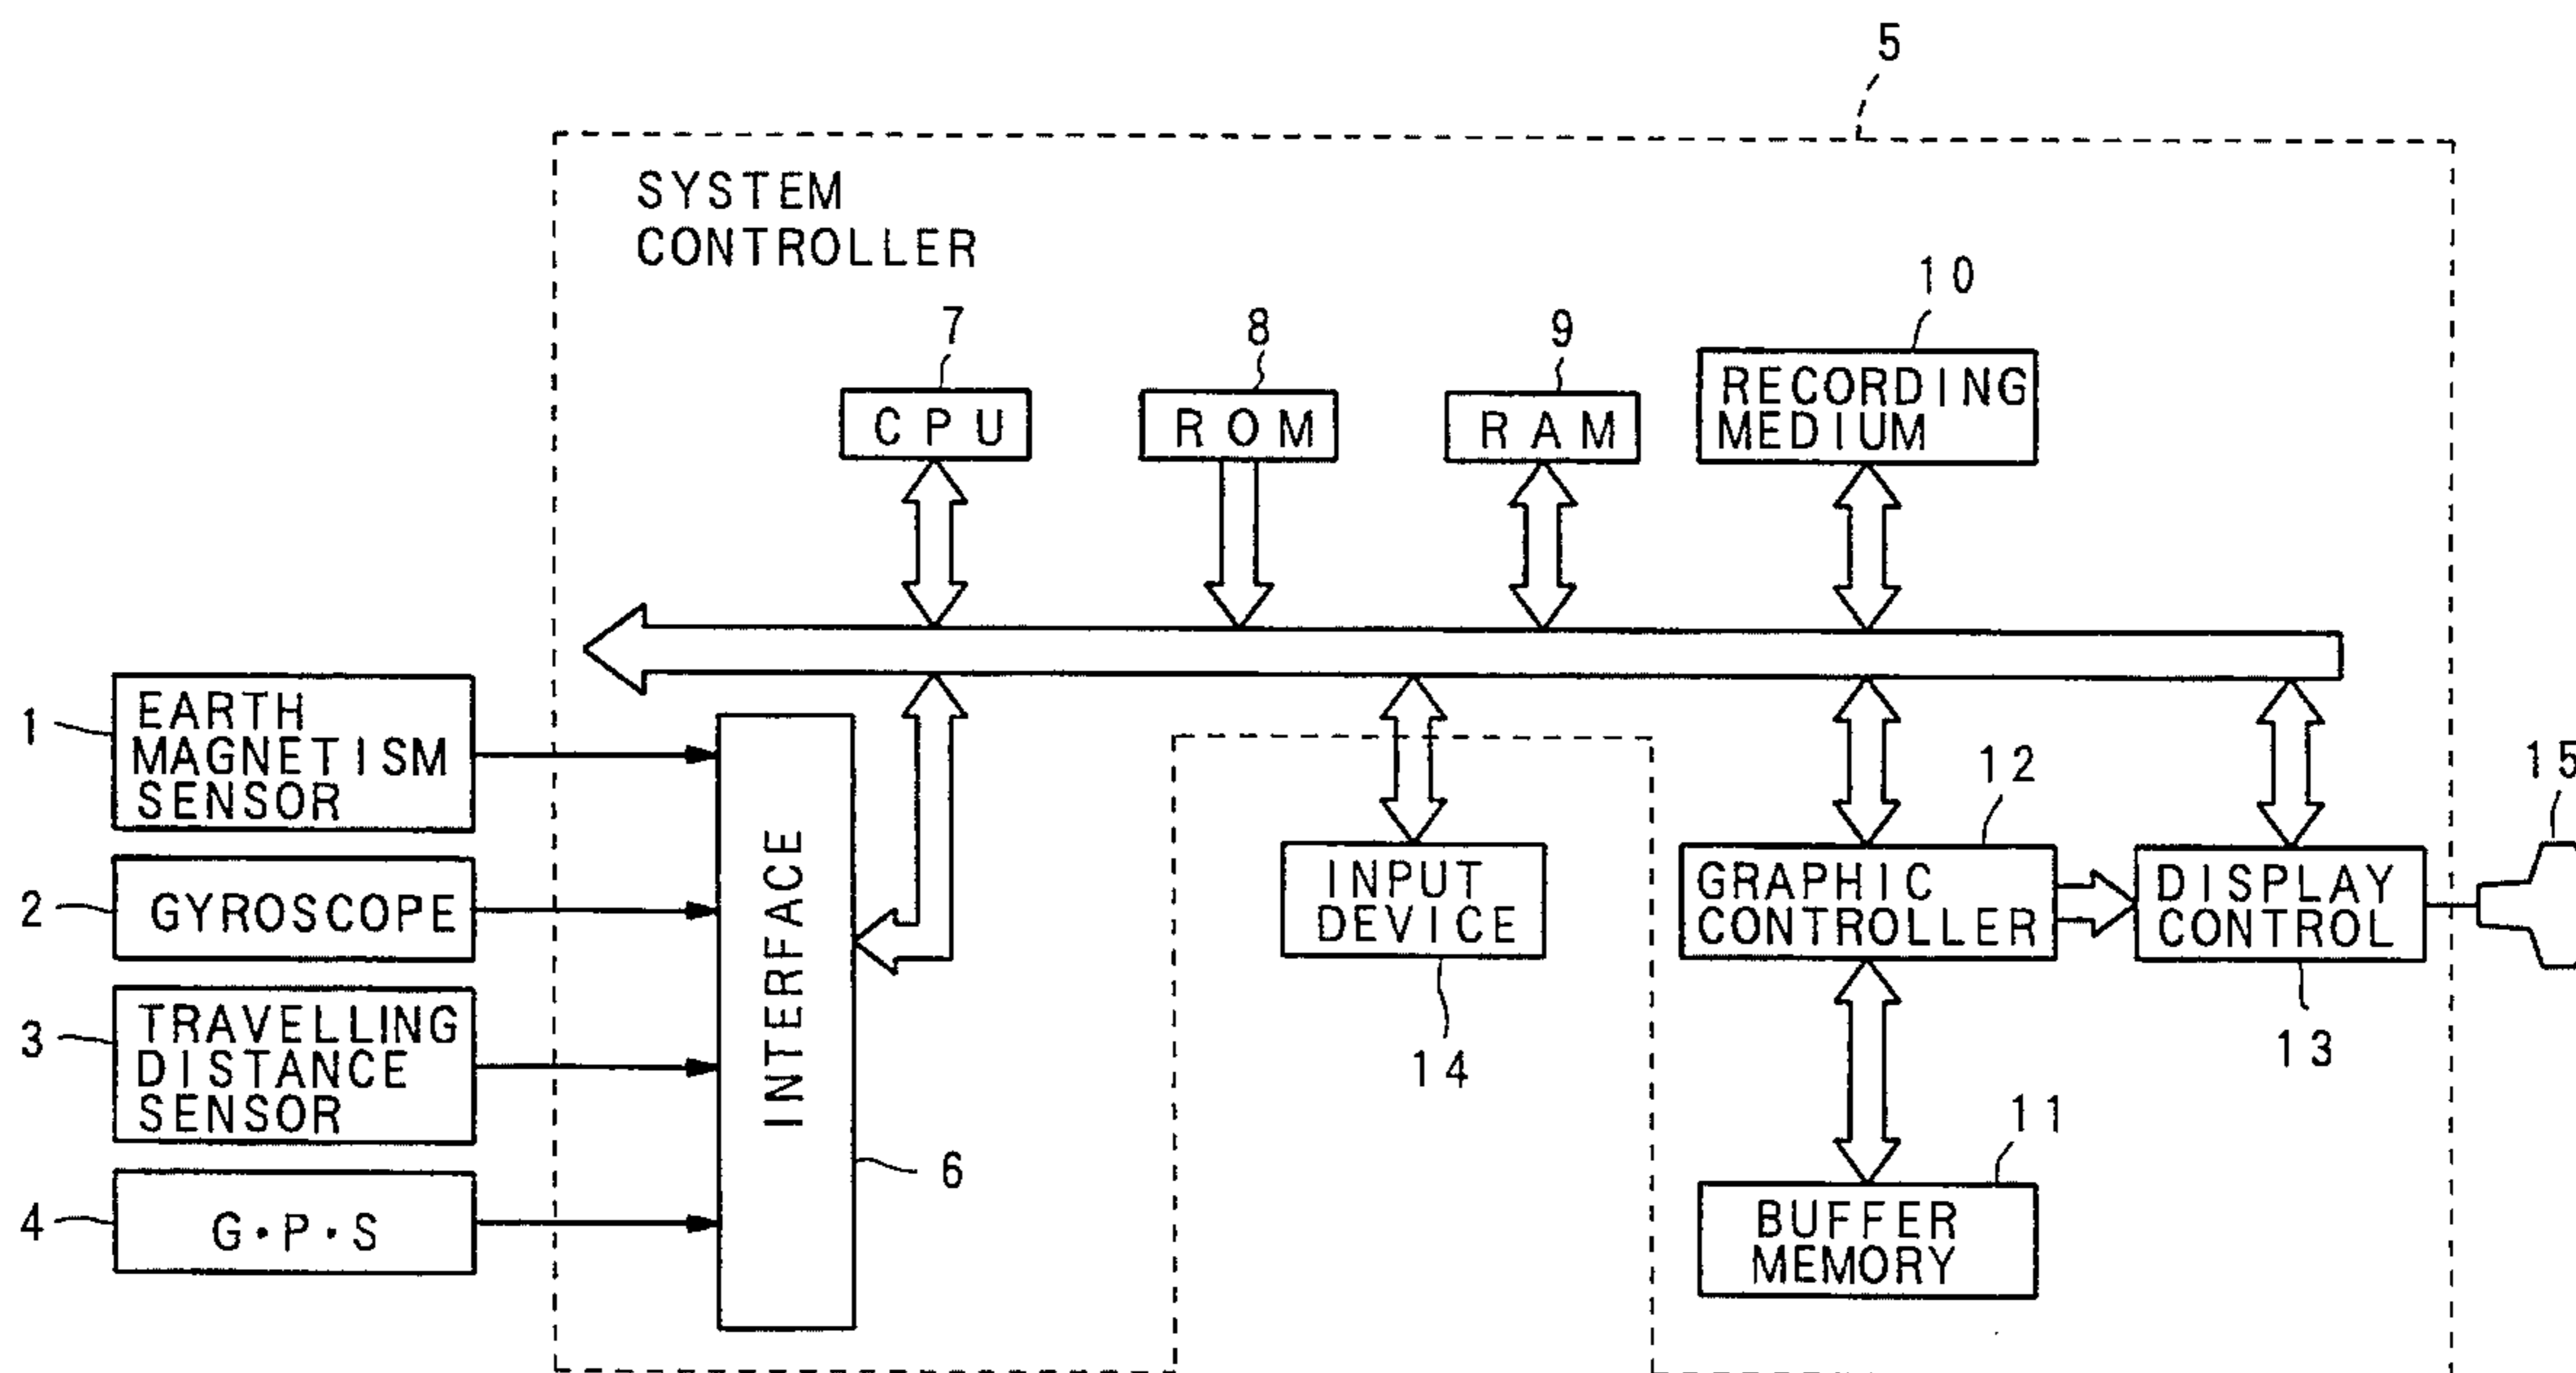 5
SYSTEM
CONTROLLER
7
8
9
10
CPU
ROM
RAM
RECORDING
MEDIUM
1
EARTH
MAGNETISM
SENSOR
2
GYROSCOPE
3
TRAVELLING
DISTANCE
SENSOR
4
G·P·S
INTERFACE
6
INPUT
DEVICE
14
12
GRAPHIC
CONTROLLER
DISPLAY
CONTROL
13
15
11
BUFFER
MEMORY